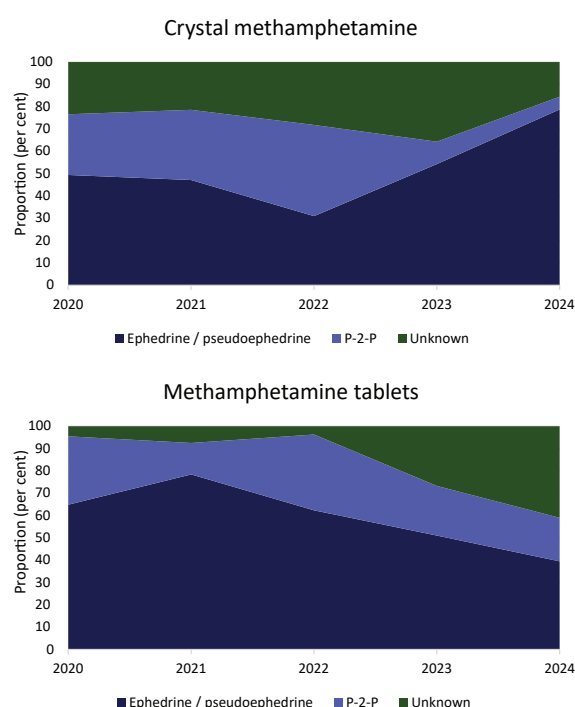 Crystal methamphetamine
Proportion (per cent)
100
90
80
70
60
50
40
30
20
10
0
2020 2021 2022 2023 2024
Ephedrine / pseudoephedrine P-2-P Unknown
Methamphetamine tablets
Proportion (per cent)
100
90
80
70
60
50
40
30
20
10
0
2020 2021 2022 2023 2024
Ephedrine / pseudoephedrine P-2-P Unknown